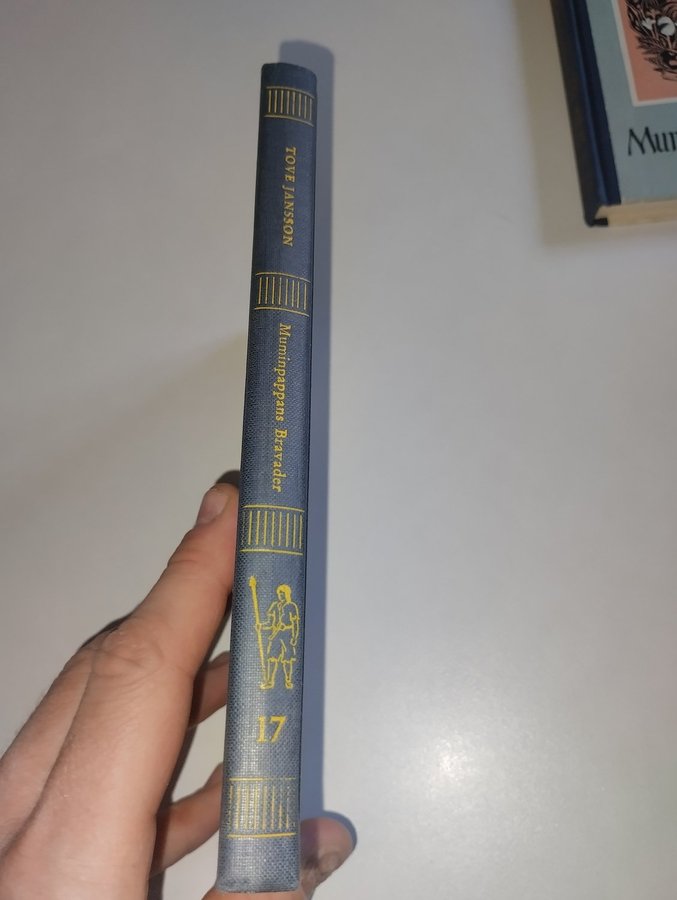 TOVE JANSSON
Muminpappans Bravader
17
Mum